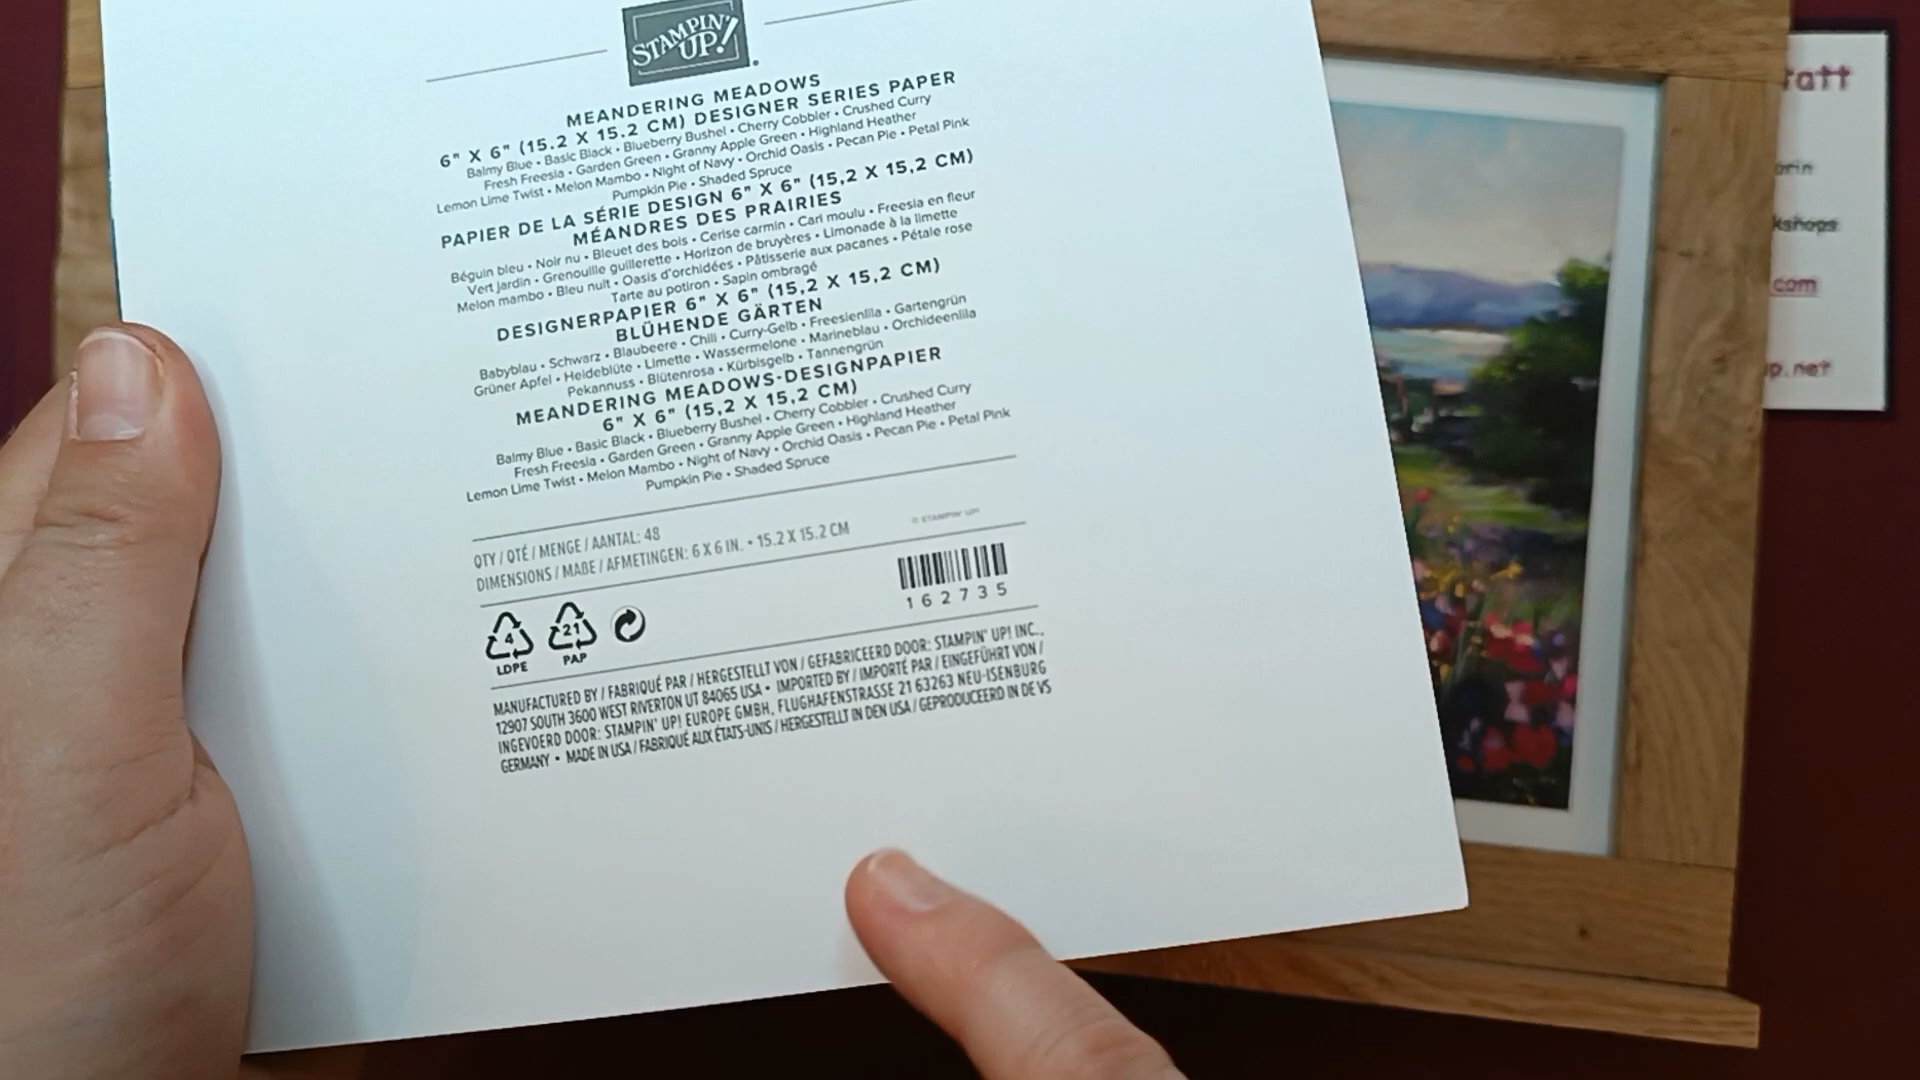 STAMPIN' UP!
MEANDERING MEADOWS
6" X 6" (15.2 X 15.2 CM) DESIGNER SERIES PAPER
Balmy Blue • Basic Black • Blueberry Bushel • Cherry Cobbler • Crushed Curry
Fresh Freesia • Garden Green • Granny Apple Green • Highland Heather
Lemon Lime Twist • Melon Mambo • Night of Navy • Orchid Oasis • Pecan Pie • Petal Pink
Pumpkin Pie • Shaded Spruce
PAPIER DE LA SÉRIE DESIGN 6" X 6" (15,2 X 15,2 CM)
MÉANDRES DES PRAIRIES
Béguin bleu • Noir nu • Bleuet des bois • Cerise carmin • Cari moulu • Freesia en fleur
Vert jardin • Grenouille guillerette • Horizon de bruyères • Limonade à la limette
Melon mambo • Bleu nuit • Oasis d'orchidées • Pâtisserie aux pacanes • Pétale rose
Tarte au potiron • Sapin ombragé
DESIGNERPAPIER 6" X 6" (15,2 X 15,2 CM)
BLÜHENDE GÄRTEN
Babyblau • Schwarz • Blaubeere • Chili • Curry-Gelb • Freesienlila • Gartengrün
Grüner Apfel • Heideblüte • Limette • Wassermelone • Marineblau • Orchideenlila
Pekannuss • Blütenrosa • Kürbisgelb • Tannengrün
MEANDERING MEADOWS-DESIGNPAPIER
6" X 6" (15,2 X 15,2 CM)
Balmy Blue • Basic Black • Blueberry Bushel • Cherry Cobbler • Crushed Curry
Fresh Freesia • Garden Green • Granny Apple Green • Highland Heather
Lemon Lime Twist • Melon Mambo • Night of Navy • Orchid Oasis • Pecan Pie • Petal Pink
Pumpkin Pie • Shaded Spruce
QTY / QTÉ / MENGE / AANTAL: 48
© STAMPIN' UP!
DIMENSIONS / MAßE / AFMETINGEN: 6 X 6 IN. • 15.2 X 15.2 CM
162735
4
LDPE
21
PAP
MANUFACTURED BY / FABRIQUÉ PAR / HERGESTELLT VON / GEFABRICEERD DOOR: STAMPIN' UP! INC.,
12907 SOUTH 3600 WEST RIVERTON UT 84065 USA • IMPORTED BY / IMPORTÉ PAR / EINGEFÜHRT VON /
INGEVOERD DOOR: STAMPIN' UP! EUROPE GMBH, FLUGHAFENSTRASSE 21 63263 NEU-ISENBURG
GERMANY • MADE IN USA / FABRIQUÉ AUX ÉTATS-UNIS / HERGESTELLT IN DEN USA / GEPRODUCEERD IN DE VS
com